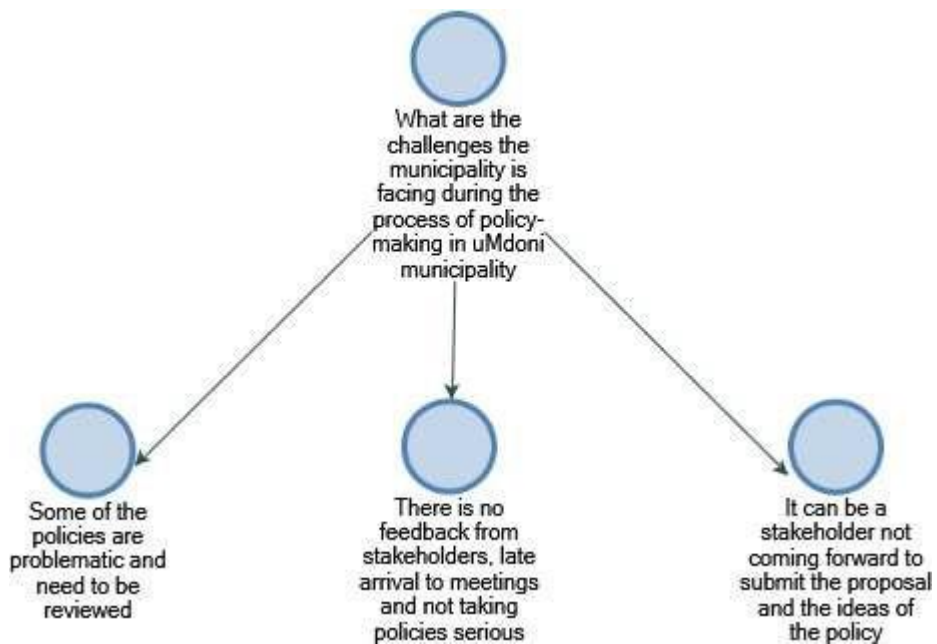 What are the
challenges the
municipality is
facing during the
process of policy-
making in uMdoni
municipality
Some of the
policies are
problematic and
need to be
reviewed
There is no
feedback from
stakeholders, late
arrival to meetings
and not taking
policies serious
It can be a
stakeholder not
coming forward to
submit the proposal
and the ideas of
the policy